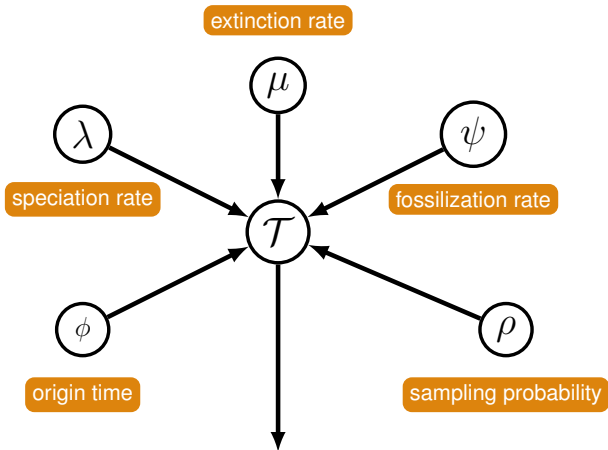 extinction rate
μ
λ
ψ
speciation rate
fossilization rate
𝒯
ϕ
ρ
origin time
sampling probability